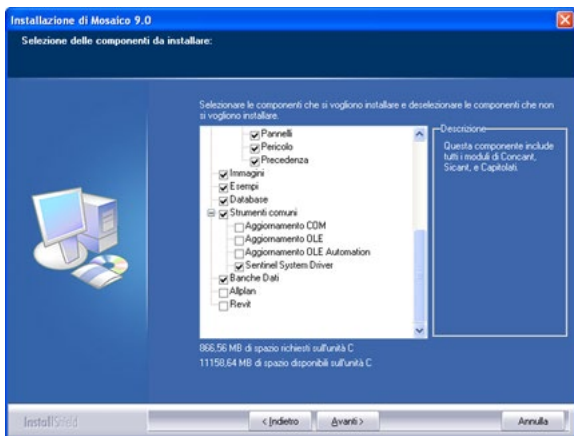 Installazione di Mosaico 9.0
Selezione delle componenti da installare:
Selezionare le componenti che si vogliono installare e deselezionare le componenti che non
si vogliono installare.
Pannelli
Pericolo
Precedenza
Immagini
Esempi
Database
Strumenti comuni
Aggiornamento COM
Aggiornamento OLE
Aggiornamento OLE Automation
Sentinel System Driver
Banche Dati
Allplan
Revit
Descrizione
Questa componente include
tutti i moduli di Concant,
Sicant, e Capitolati.
866,56 MB di spazio richiesti sull'unità C
11158,64 MB di spazio disponibili sull'unità C
InstallShield
< Indietro
Avanti >
Annulla